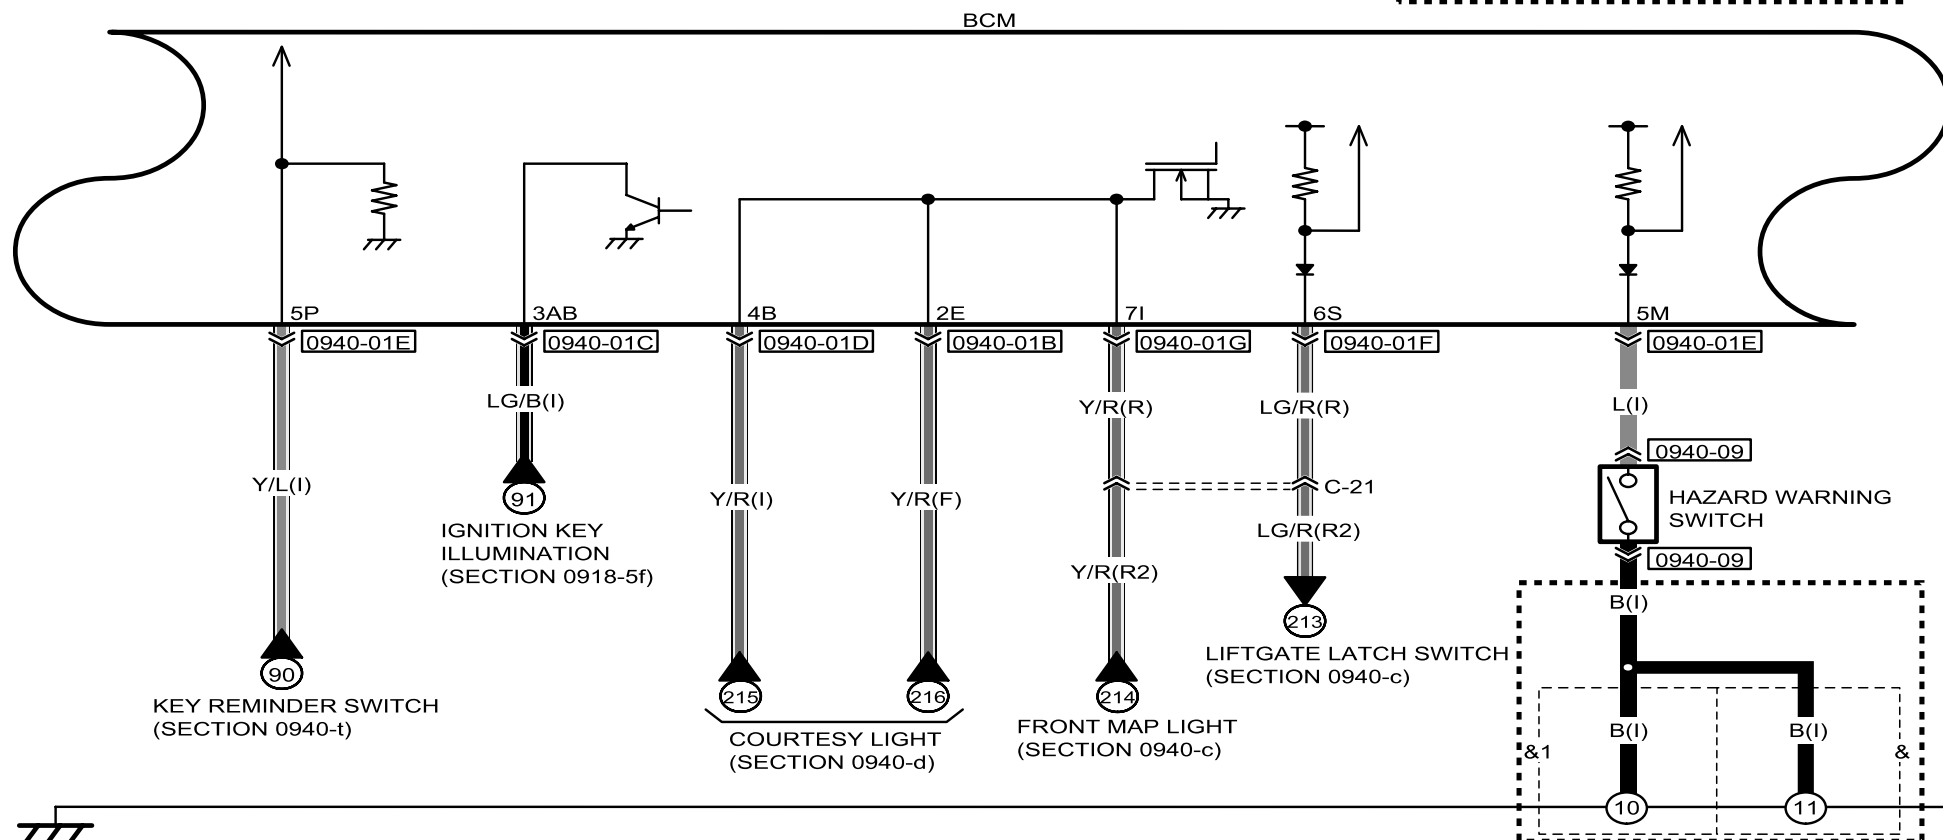 BCM
5P
3AB
4B
2E
7I
6S
5M
0940-01E
0940-01C
0940-01D
0940-01B
0940-01G
0940-01F
0940-01E
LG/B(I)
Y/R(R)
LG/R(R)
L(I)
0940-09
Y/L(I)
91
Y/R(I)
Y/R(F)
C-21
HAZARD WARNING
SWITCH
IGNITION KEY
ILLUMINATION
(SECTION 0918-5f)
LG/R(R2)
0940-09
Y/R(R2)
B(I)
213
LIFTGATE LATCH SWITCH
(SECTION 0940-c)
90
KEY REMINDER SWITCH
(SECTION 0940-t)
215
216
214
COURTESY LIGHT
(SECTION 0940-d)
FRONT MAP LIGHT
(SECTION 0940-c)
B(I)
B(I)
&1
&
10
11